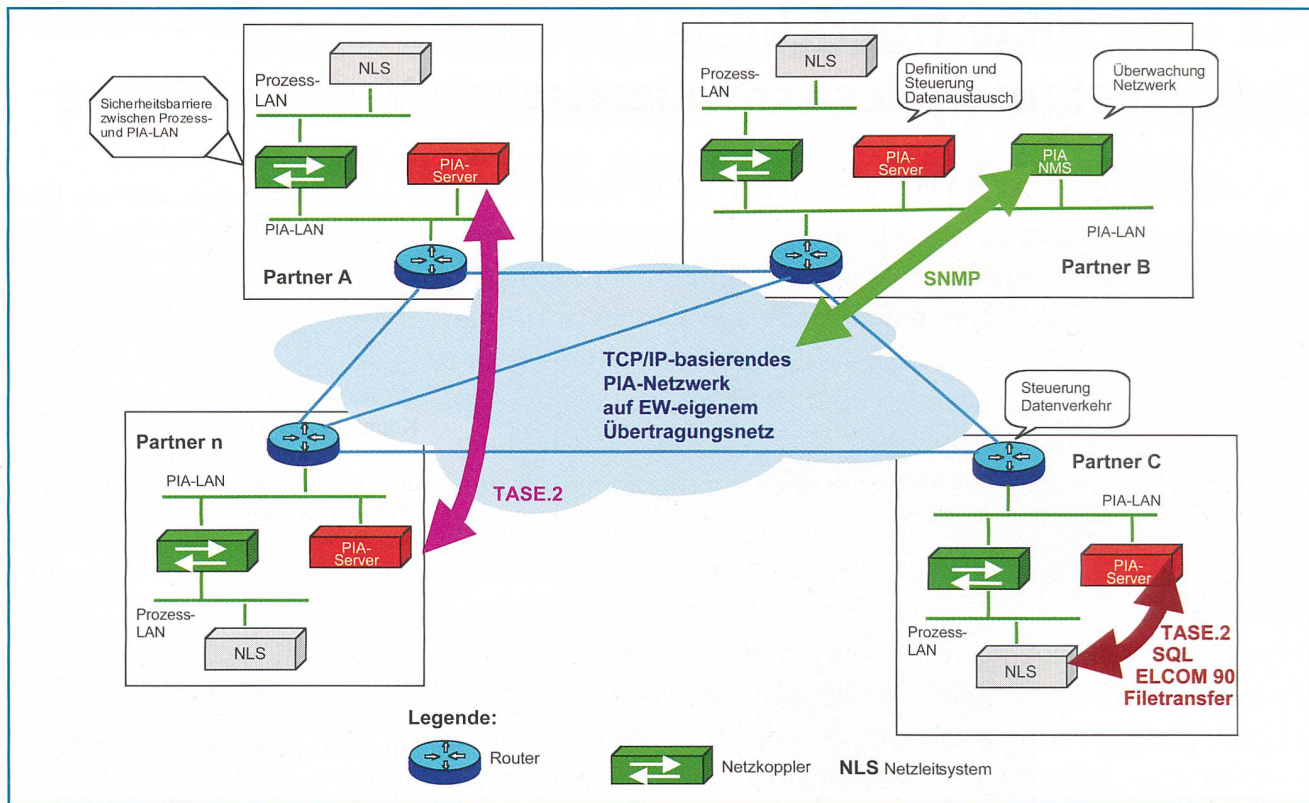 NLS
Prozess-
LAN
Sicherheitsbarriere
zwischen Prozess-
und PIA-LAN
PIA-
Server
PIA-LAN
Partner A
NLS
Prozess-
LAN
Definition und
Steuerung
Datenaustausch
Überwachung
Netzwerk
PIA-
Server
PIA
NMS
PIA-LAN
Partner B
SNMP
TCP/IP-basierendes
PIA-Netzwerk
auf EW-eigenem
Übertragungsnetz
TASE.2
Partner n
PIA-LAN
PIA-
Server
Prozess-
LAN
NLS
Steuerung
Datenverkehr
Partner C
PIA-LAN
PIA-
Server
Prozess-
LAN
NLS
TASE.2
SQL
ELCOM 90
Filetransfer
Legende:
Router
Netzkoppler
NLS Netzleitsystem